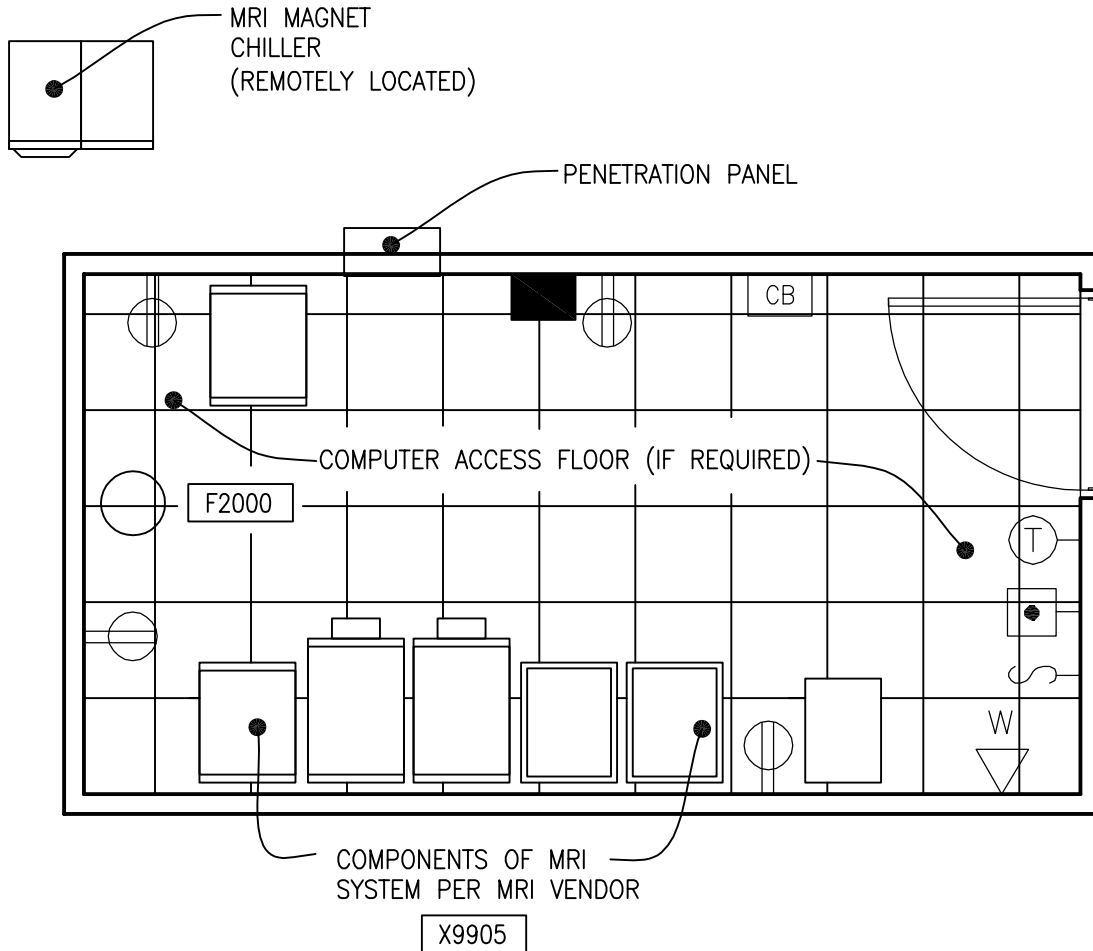 MRI MAGNET
CHILLER
(REMOTELY LOCATED)
PENETRATION PANEL
CB
COMPUTER ACCESS FLOOR (IF REQUIRED)
F2000
T
S
W
COMPONENTS OF MRI
SYSTEM PER MRI VENDOR
X9905